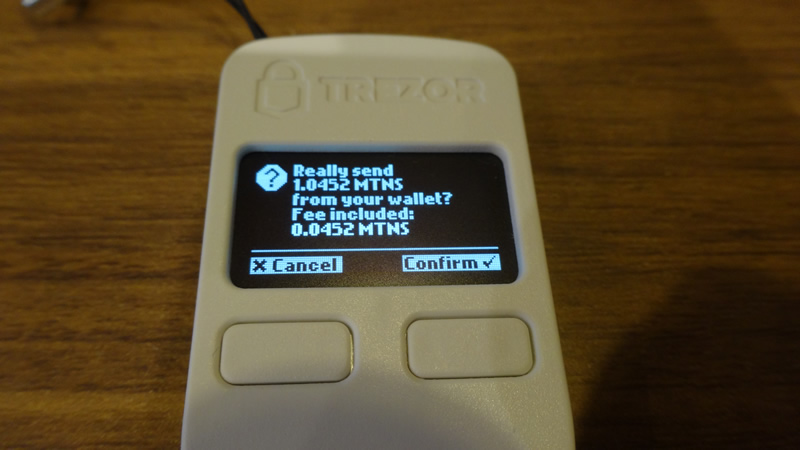 TREZOR
Really send
1.0452 MTNS
from your wallet?
Fee included:
0.0452 MTNS
Cancel
Confirm